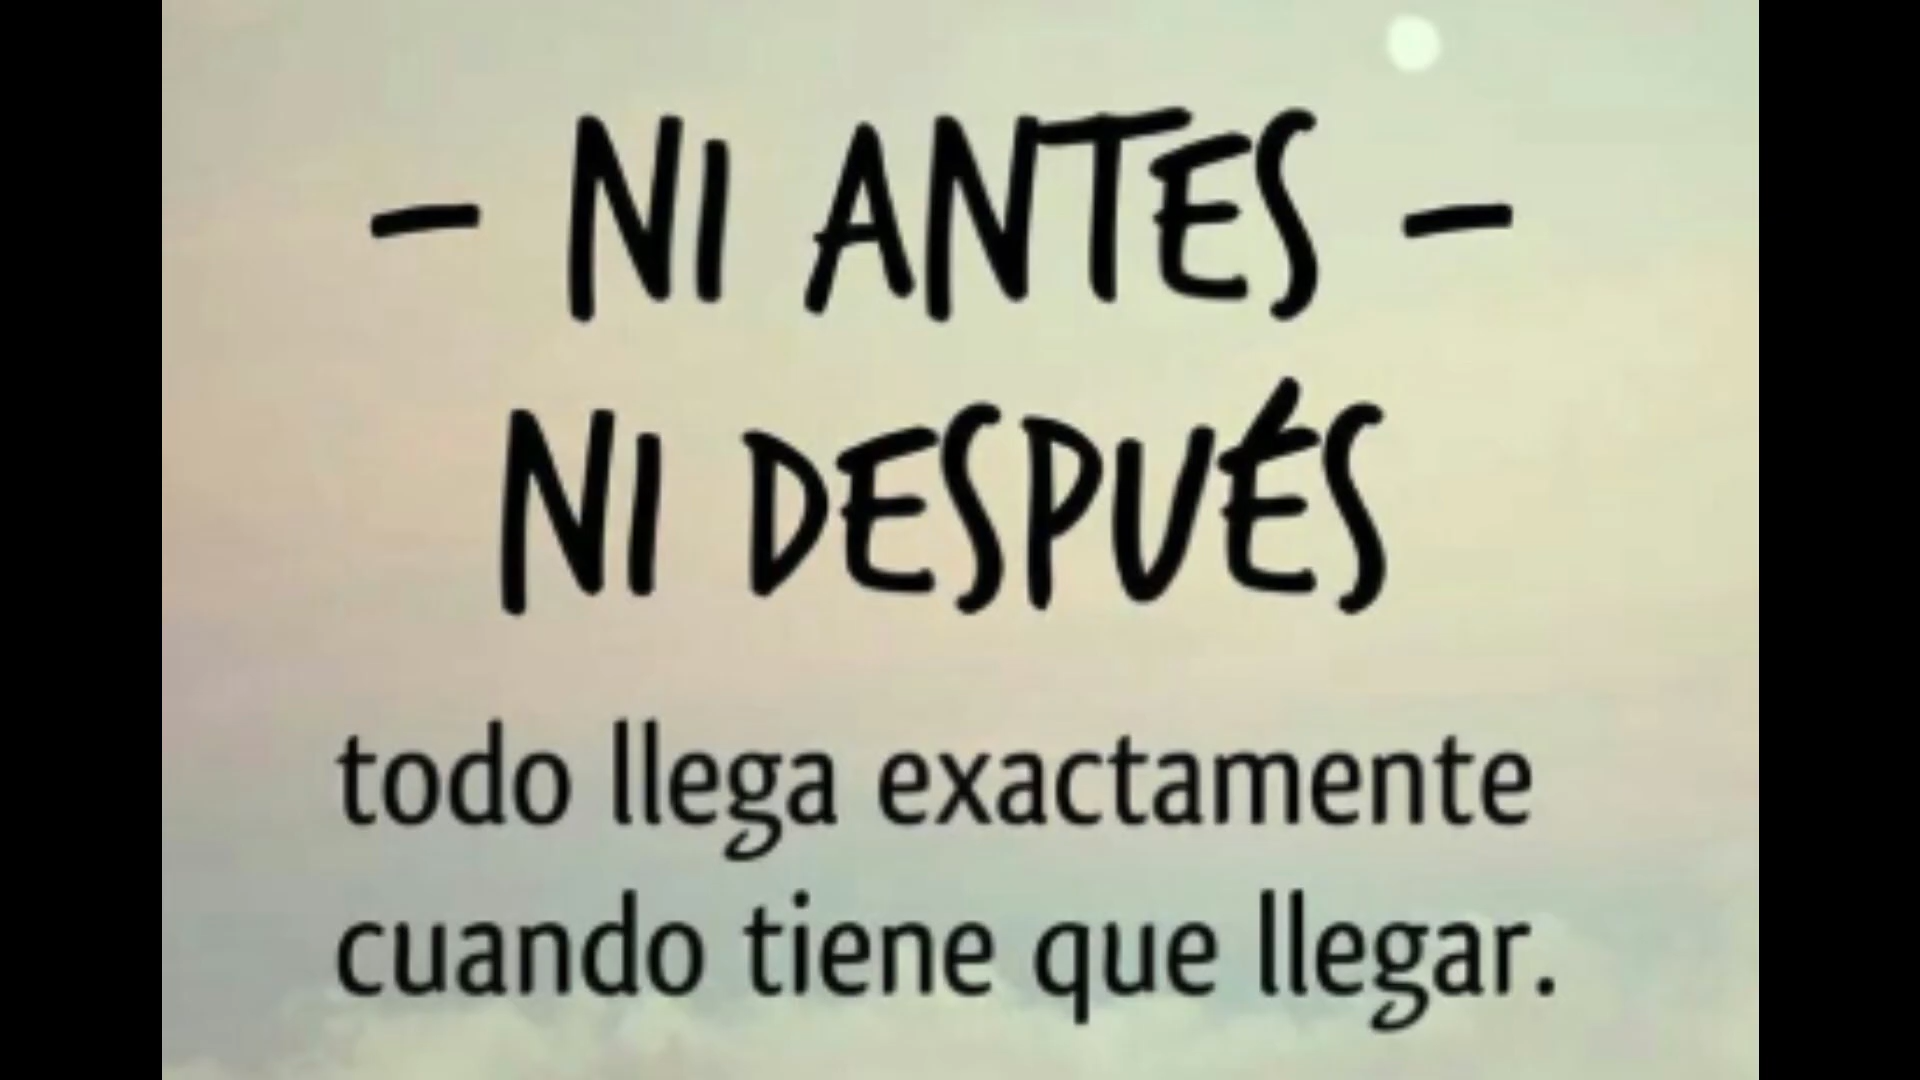 - NI ANTES -
NI DESPUÉS
todo llega exactamente
cuando tiene que llegar.